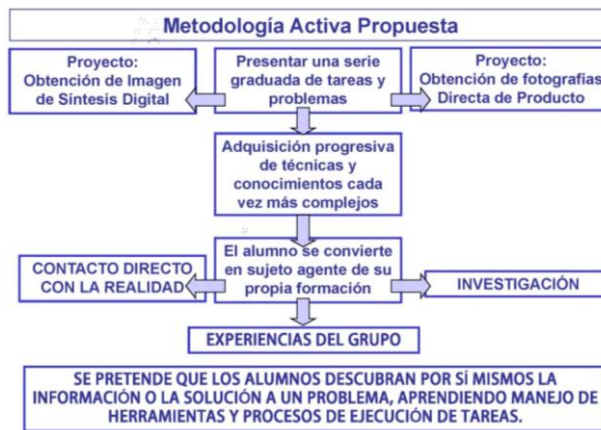 Metodología Activa Propuesta
Proyecto:
Obtención de Imagen
de Síntesis Digital
Presentar una serie
graduada de tareas y
problemas
Proyecto:
Obtención de fotografías
Directa de Producto
Adquisición progresiva
de técnicas y
conocimientos cada
vez más complejos
El alumno se convierte
en sujeto agente de su
propia formación
CONTACTO DIRECTO
CON LA REALIDAD
INVESTIGACIÓN
EXPERIENCIAS DEL GRUPO
SE PRETENDE QUE LOS ALUMNOS DESCUBRAN POR SÍ MISMOS LA
INFORMACIÓN O LA SOLUCIÓN A UN PROBLEMA, APRENDIENDO MANEJO DE
HERRAMIENTAS Y PROCESOS DE EJECUCIÓN DE TAREAS.